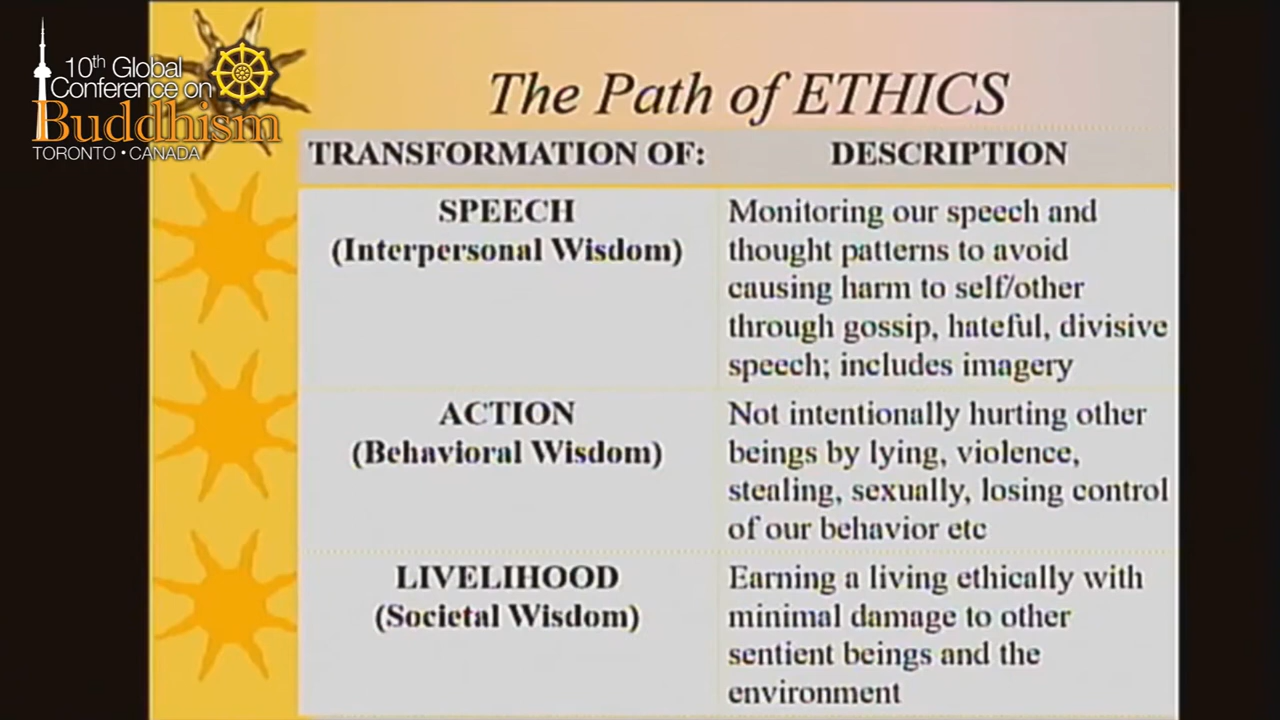 10th Global
Conference on
Buddhism
TORONTO • CANADA
The Path of ETHICS
TRANSFORMATION OF:
DESCRIPTION
SPEECH
(Interpersonal Wisdom)
Monitoring our speech and
thought patterns to avoid
causing harm to self/other
through gossip, hateful, divisive
speech; includes imagery
ACTION
(Behavioral Wisdom)
Not intentionally hurting other
beings by lying, violence,
stealing, sexually, losing control
of our behavior etc
LIVELIHOOD
(Societal Wisdom)
Earning a living ethically with
minimal damage to other
sentient beings and the
environment